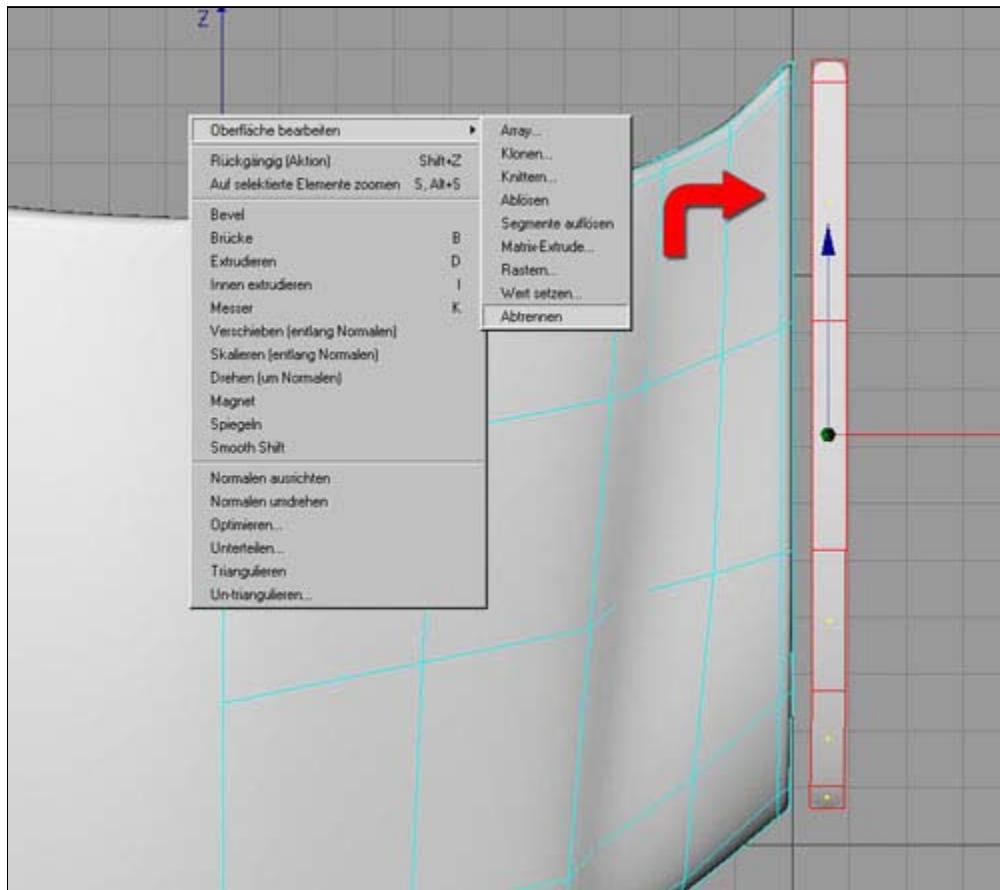 Z
Oberfläche bearbeiten
Rückgängig (Aktion) Shift+Z
Auf selektierte Elemente zoomen S, Alt+S
Bevel
Brücke B
Extrudieren D
Innen extrudieren I
Messer K
Verschieben (entlang Normalen)
Skalieren (entlang Normalen)
Drehen (um Normalen)
Magnet
Spiegeln
Smooth Shift
Normalen ausrichten
Normalen umdrehen
Optimieren...
Unterteilen...
Triangulieren
Un-triangulieren...
Array...
Klonen...
Knittern...
Ablösen
Segmente auflösen
Matrix-Extrude...
Rastern...
Wert setzen...
Abtrennen